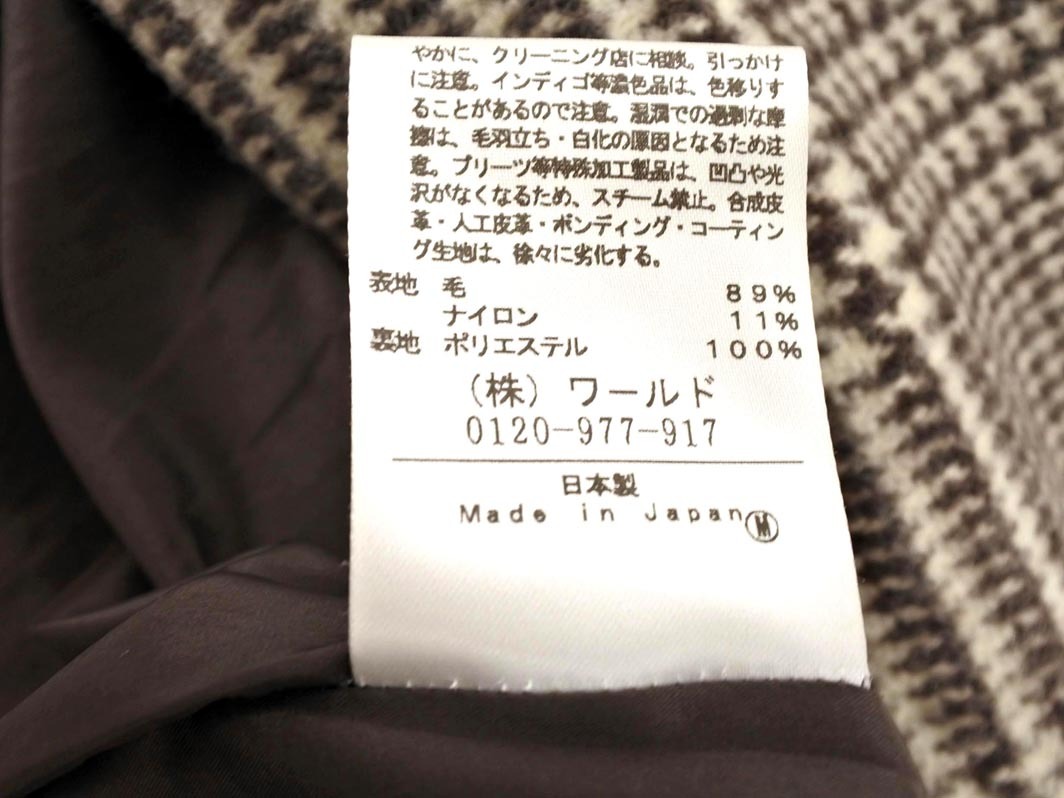 やかに、クリーニング店に相談。引っかけ
に注意。インディゴ等濃色品は、色移りす
ることがあるので注意。湿潤での過剰な摩
擦は、毛羽立ち・白化の原因となるため注
意。プリーツ等特殊加工製品は、凹凸や光
沢がなくなるため、スチーム禁止。合成皮
革・人工皮革・ボンディング・コーティン
グ生地は、徐々に劣化する。
表地 毛 89%
ナイロン 11%
裏地 ポリエステル 100%
(株)ワールド
0120-977-917
日本製
Made in Japan Ⓜ